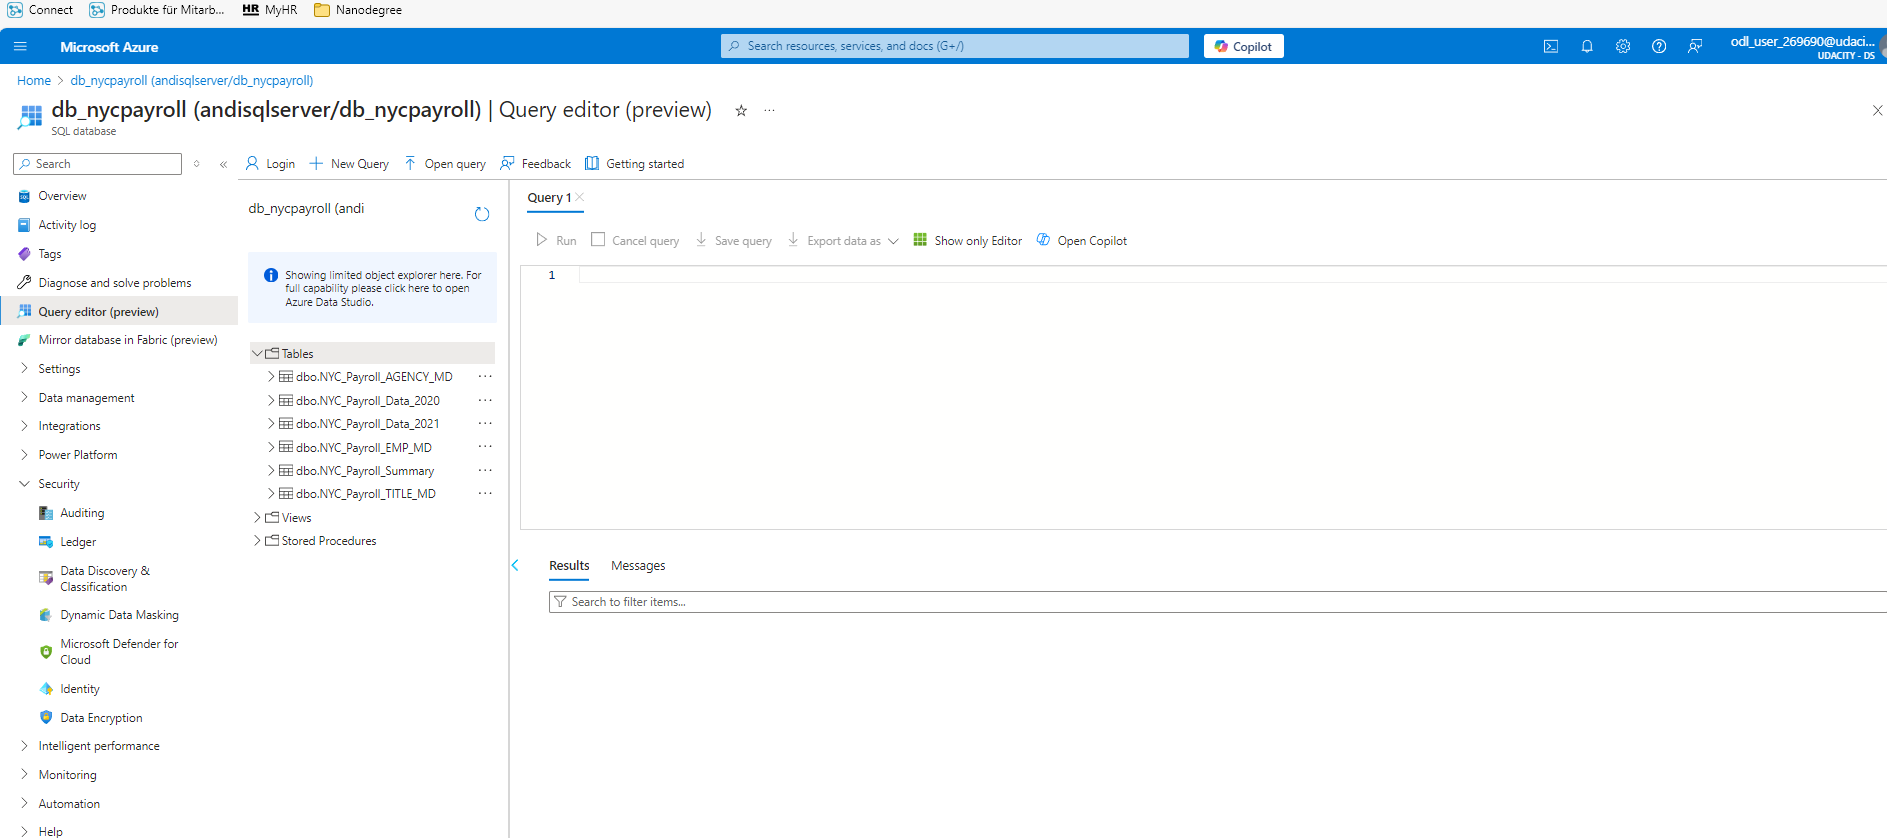 Connect Produkte für Mitarb... HR MyHR Nanodegree
Microsoft Azure Search resources, services, and docs (G+/) Copilot odl_user_269690@udaci...
UDACITY - DS
Home > db_nycpayroll (andisqlserver/db_nycpayroll)
db_nycpayroll (andisqlserver/db_nycpayroll) | Query editor (preview) ☆ ...
SQL database
Search
Login New Query Open query Feedback Getting started
Overview
Activity log
Tags
Diagnose and solve problems
Query editor (preview)
Mirror database in Fabric (preview)
Settings
Data management
Integrations
Power Platform
Security
Auditing
Ledger
Data Discovery &
Classification
Dynamic Data Masking
Microsoft Defender for
Cloud
Identity
Data Encryption
Intelligent performance
Monitoring
Automation
Help
db_nycpayroll (andi
Showing limited object explorer here. For
full capability please click here to open
Azure Data Studio.
Tables
dbo.NYC_Payroll_AGENCY_MD ...
dbo.NYC_Payroll_Data_2020 ...
dbo.NYC_Payroll_Data_2021 ...
dbo.NYC_Payroll_EMP_MD ...
dbo.NYC_Payroll_Summary ...
dbo.NYC_Payroll_TITLE_MD ...
Views
Stored Procedures
Query 1
Run Cancel query Save query Export data as Show only Editor Open Copilot
1
Results Messages
Search to filter items...